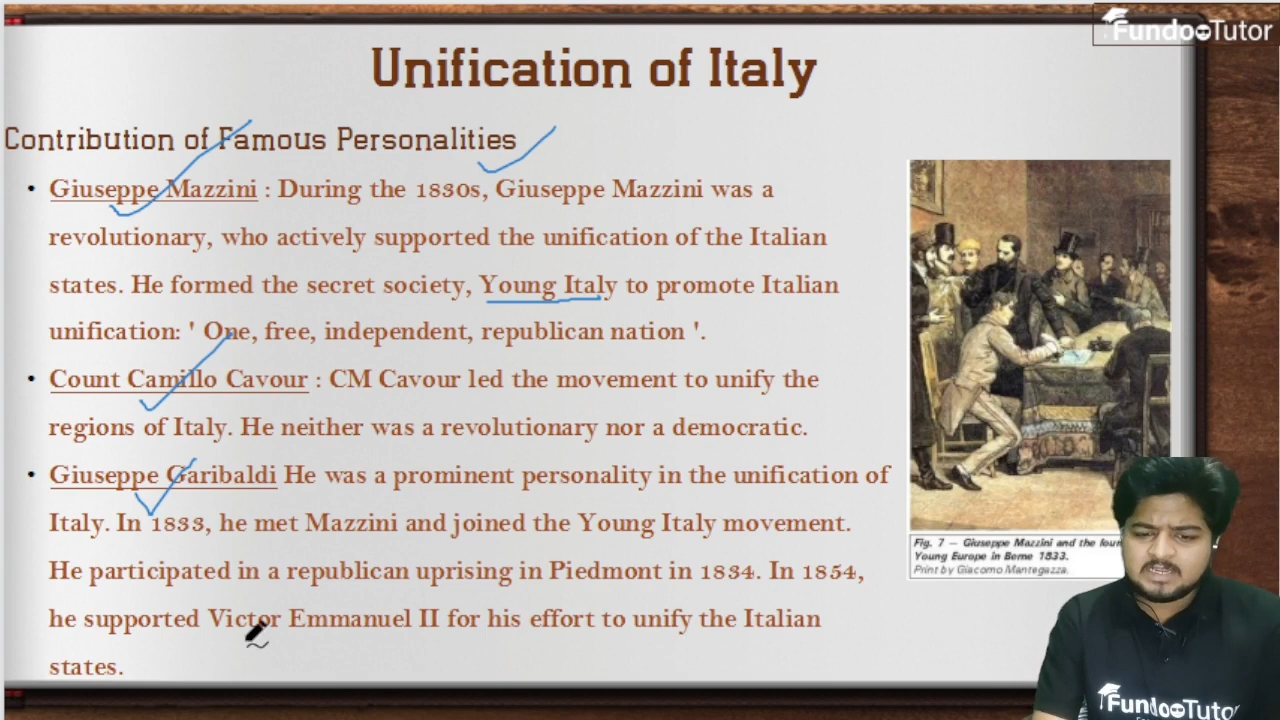 FundooTutor
Unification of Italy
Contribution of Famous Personalities
• Giuseppe Mazzini : During the 1830s, Giuseppe Mazzini was a
revolutionary, who actively supported the unification of the Italian
states. He formed the secret society, Young Italy to promote Italian
unification: ' One, free, independent, republican nation '.
• Count Camillo Cavour : CM Cavour led the movement to unify the
regions of Italy. He neither was a revolutionary nor a democratic.
• Giuseppe Garibaldi He was a prominent personality in the unification of
Italy. In 1833, he met Mazzini and joined the Young Italy movement.
He participated in a republican uprising in Piedmont in 1834. In 1854,
he supported Victor Emmanuel II for his effort to unify the Italian
states.
Fig. 7 — Giuseppe Mazzini and the
Young Europe in Berne 1833.
Print by Giacomo Mantegazza.
FundooTutor